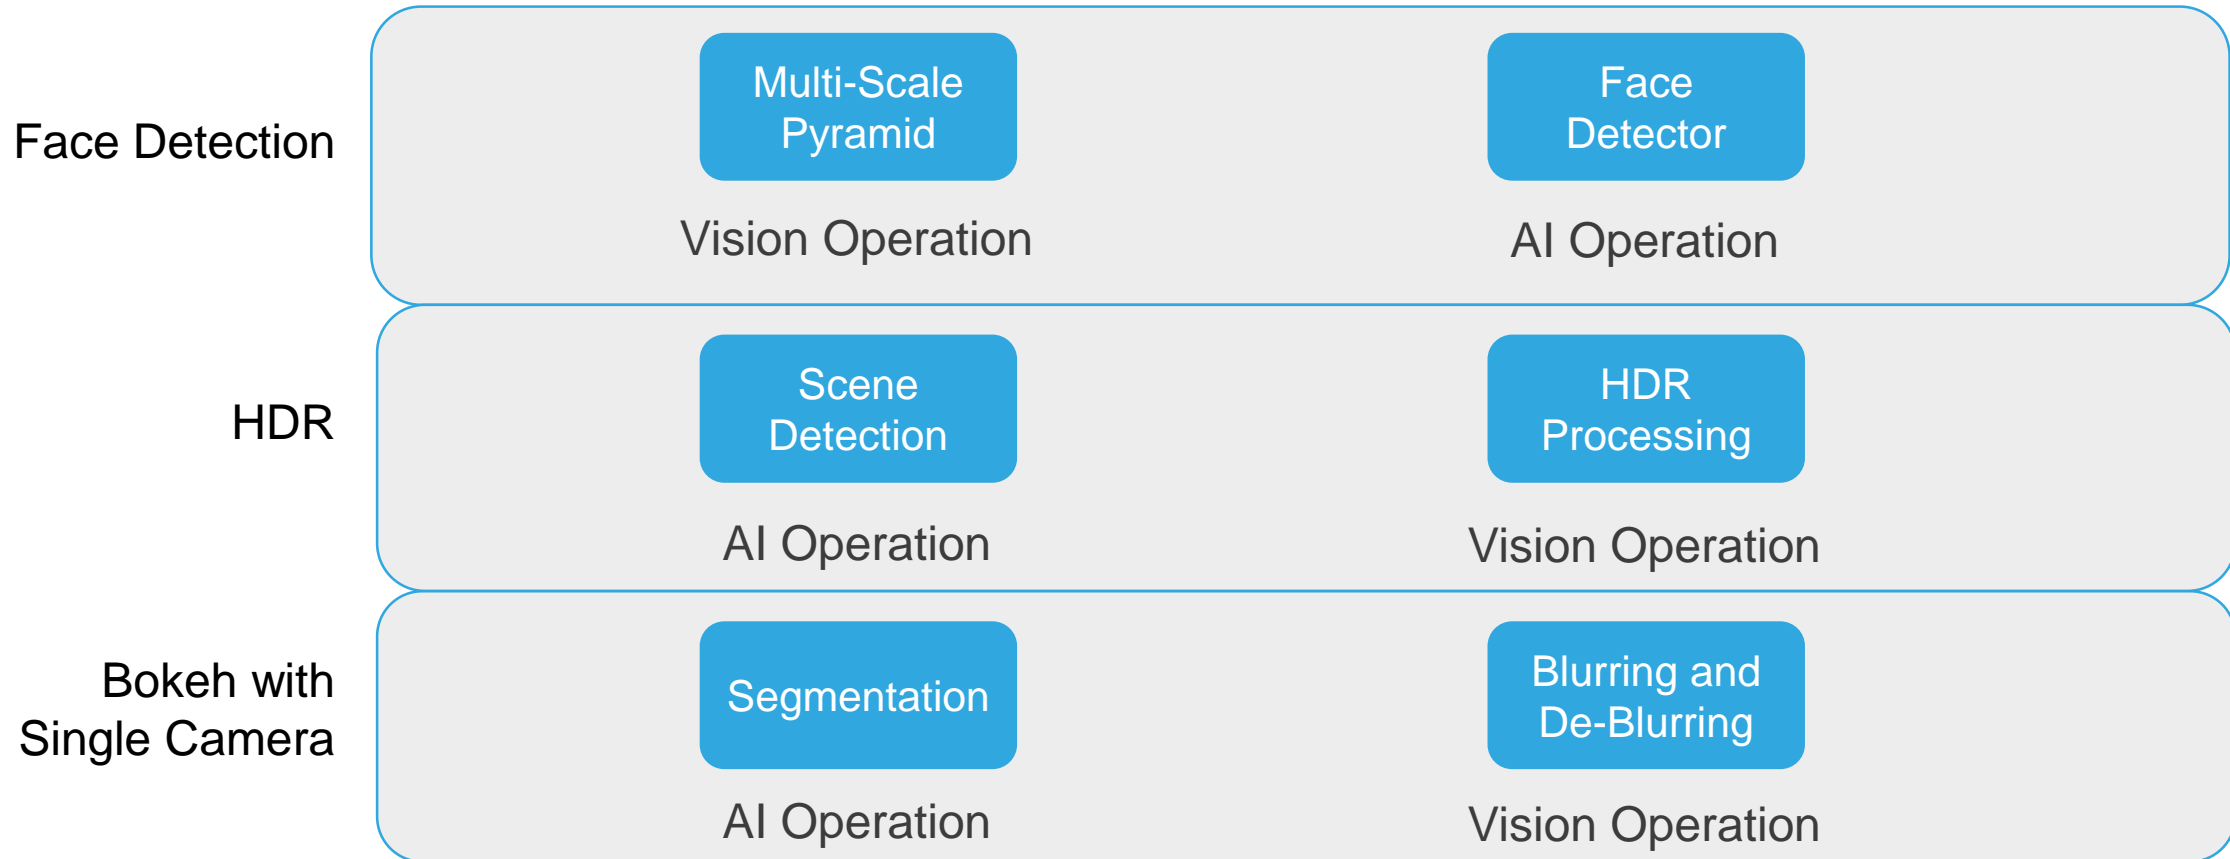 Face Detection
Multi-Scale
Pyramid
Vision Operation
Face
Detector
AI Operation
HDR
Scene
Detection
AI Operation
HDR
Processing
Vision Operation
Bokeh with
Single Camera
Segmentation
AI Operation
Blurring and
De-Blurring
Vision Operation